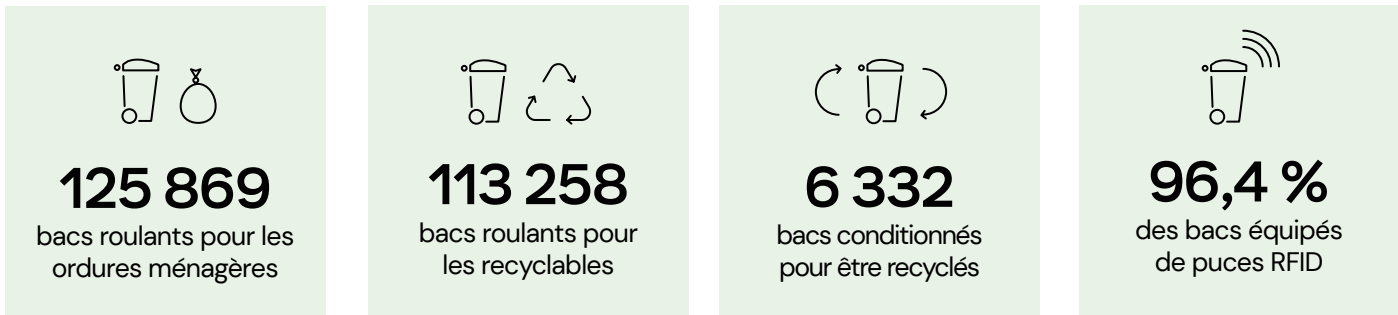 125 869
bacs roulants pour les
ordures ménagères
113 258
bacs roulants pour
les recyclables
6 332
bacs conditionnés
pour être recyclés
96,4 %
des bacs équipés
de puces RFID